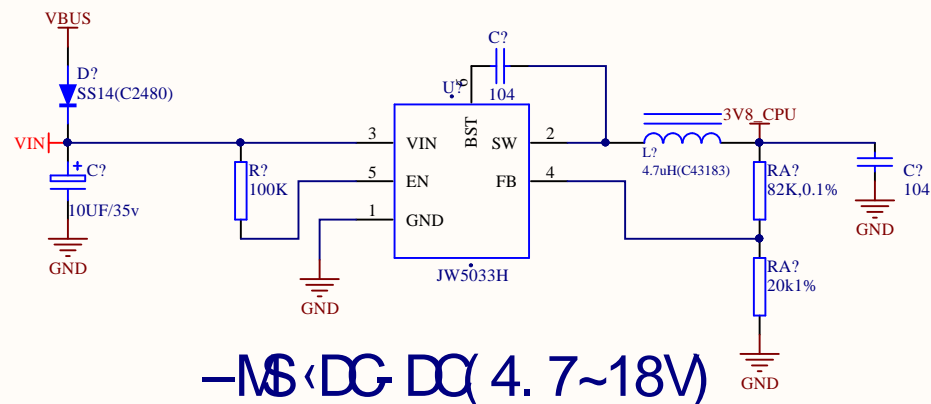 VBUS
D?
SS14(C2480)
VIN
C?
10UF/35v
GND
R?
100K
GND
U?
3
VIN
5
EN
1
GND
6
BST
SW
2
FB
4
JW5033H
C?
104
3V8_CPU
L?
4.7uH(C43183)
RA?
82K,0.1%
C?
104
GND
RA?
20k1%
GND
DC-DC(4.7~18V)